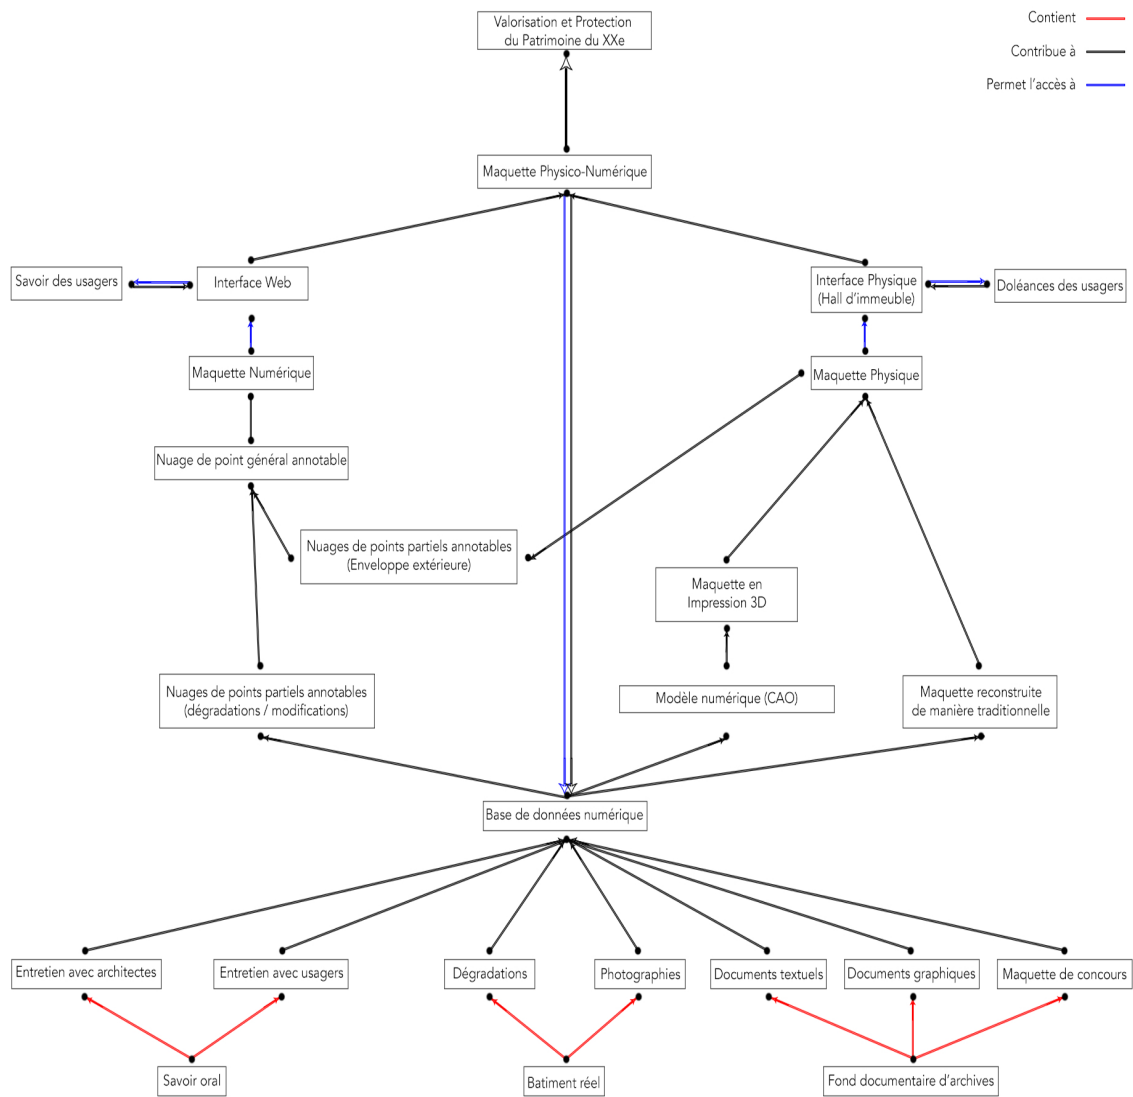 Valorisation et Protection
du Patrimoine du XXe
Contient
Contribue à
Permet l'accès à
Maquette Physico-Numérique
Savoir des usagers
Interface Web
Interface Physique
(Hall d'immeuble)
Doléances des usagers
Maquette Numérique
Maquette Physique
Nuage de point général annotable
Nuages de points partiels annotables
(Enveloppe extérieure)
Maquette en
Impression 3D
Nuages de points partiels annotables
(dégradations / modifications)
Modèle numérique (CAO)
Maquette reconstruite
de manière traditionnelle
Base de données numérique
Entretien avec architectes
Entretien avec usagers
Dégradations
Photographies
Documents textuels
Documents graphiques
Maquette de concours
Savoir oral
Batiment réel
Fond documentaire d'archives